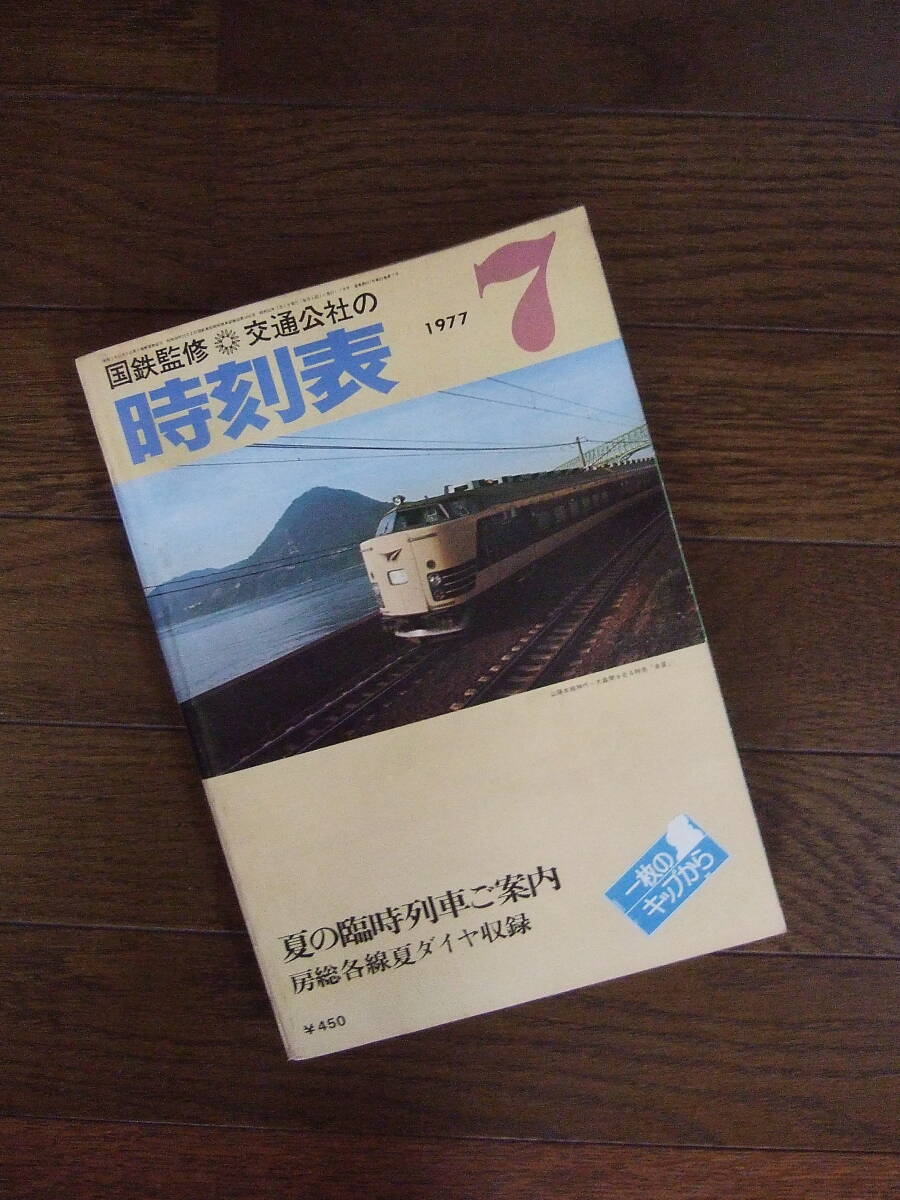 国鉄監修 交通公社の
時刻表
1977
7
夏の臨時列車ご案内
房総各線夏ダイヤ収録
¥450
一枚の
キップから